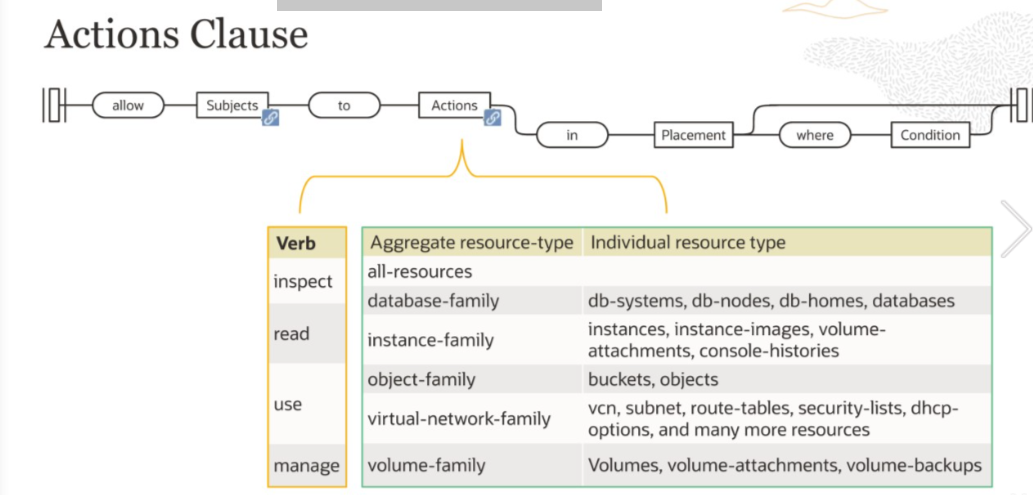 Actions Clause
allow Subjects to Actions
in Placement where Condition
Verb
inspect
read
use
manage
Aggregate resource-type Individual resource type
all-resources
database-family db-systems, db-nodes, db-homes, databases
instance-family instances, instance-images, volume-
attachments, console-histories
object-family buckets, objects
virtual-network-family vcn, subnet, route-tables, security-lists, dhcp-
options, and many more resources
volume-family Volumes, volume-attachments, volume-backups